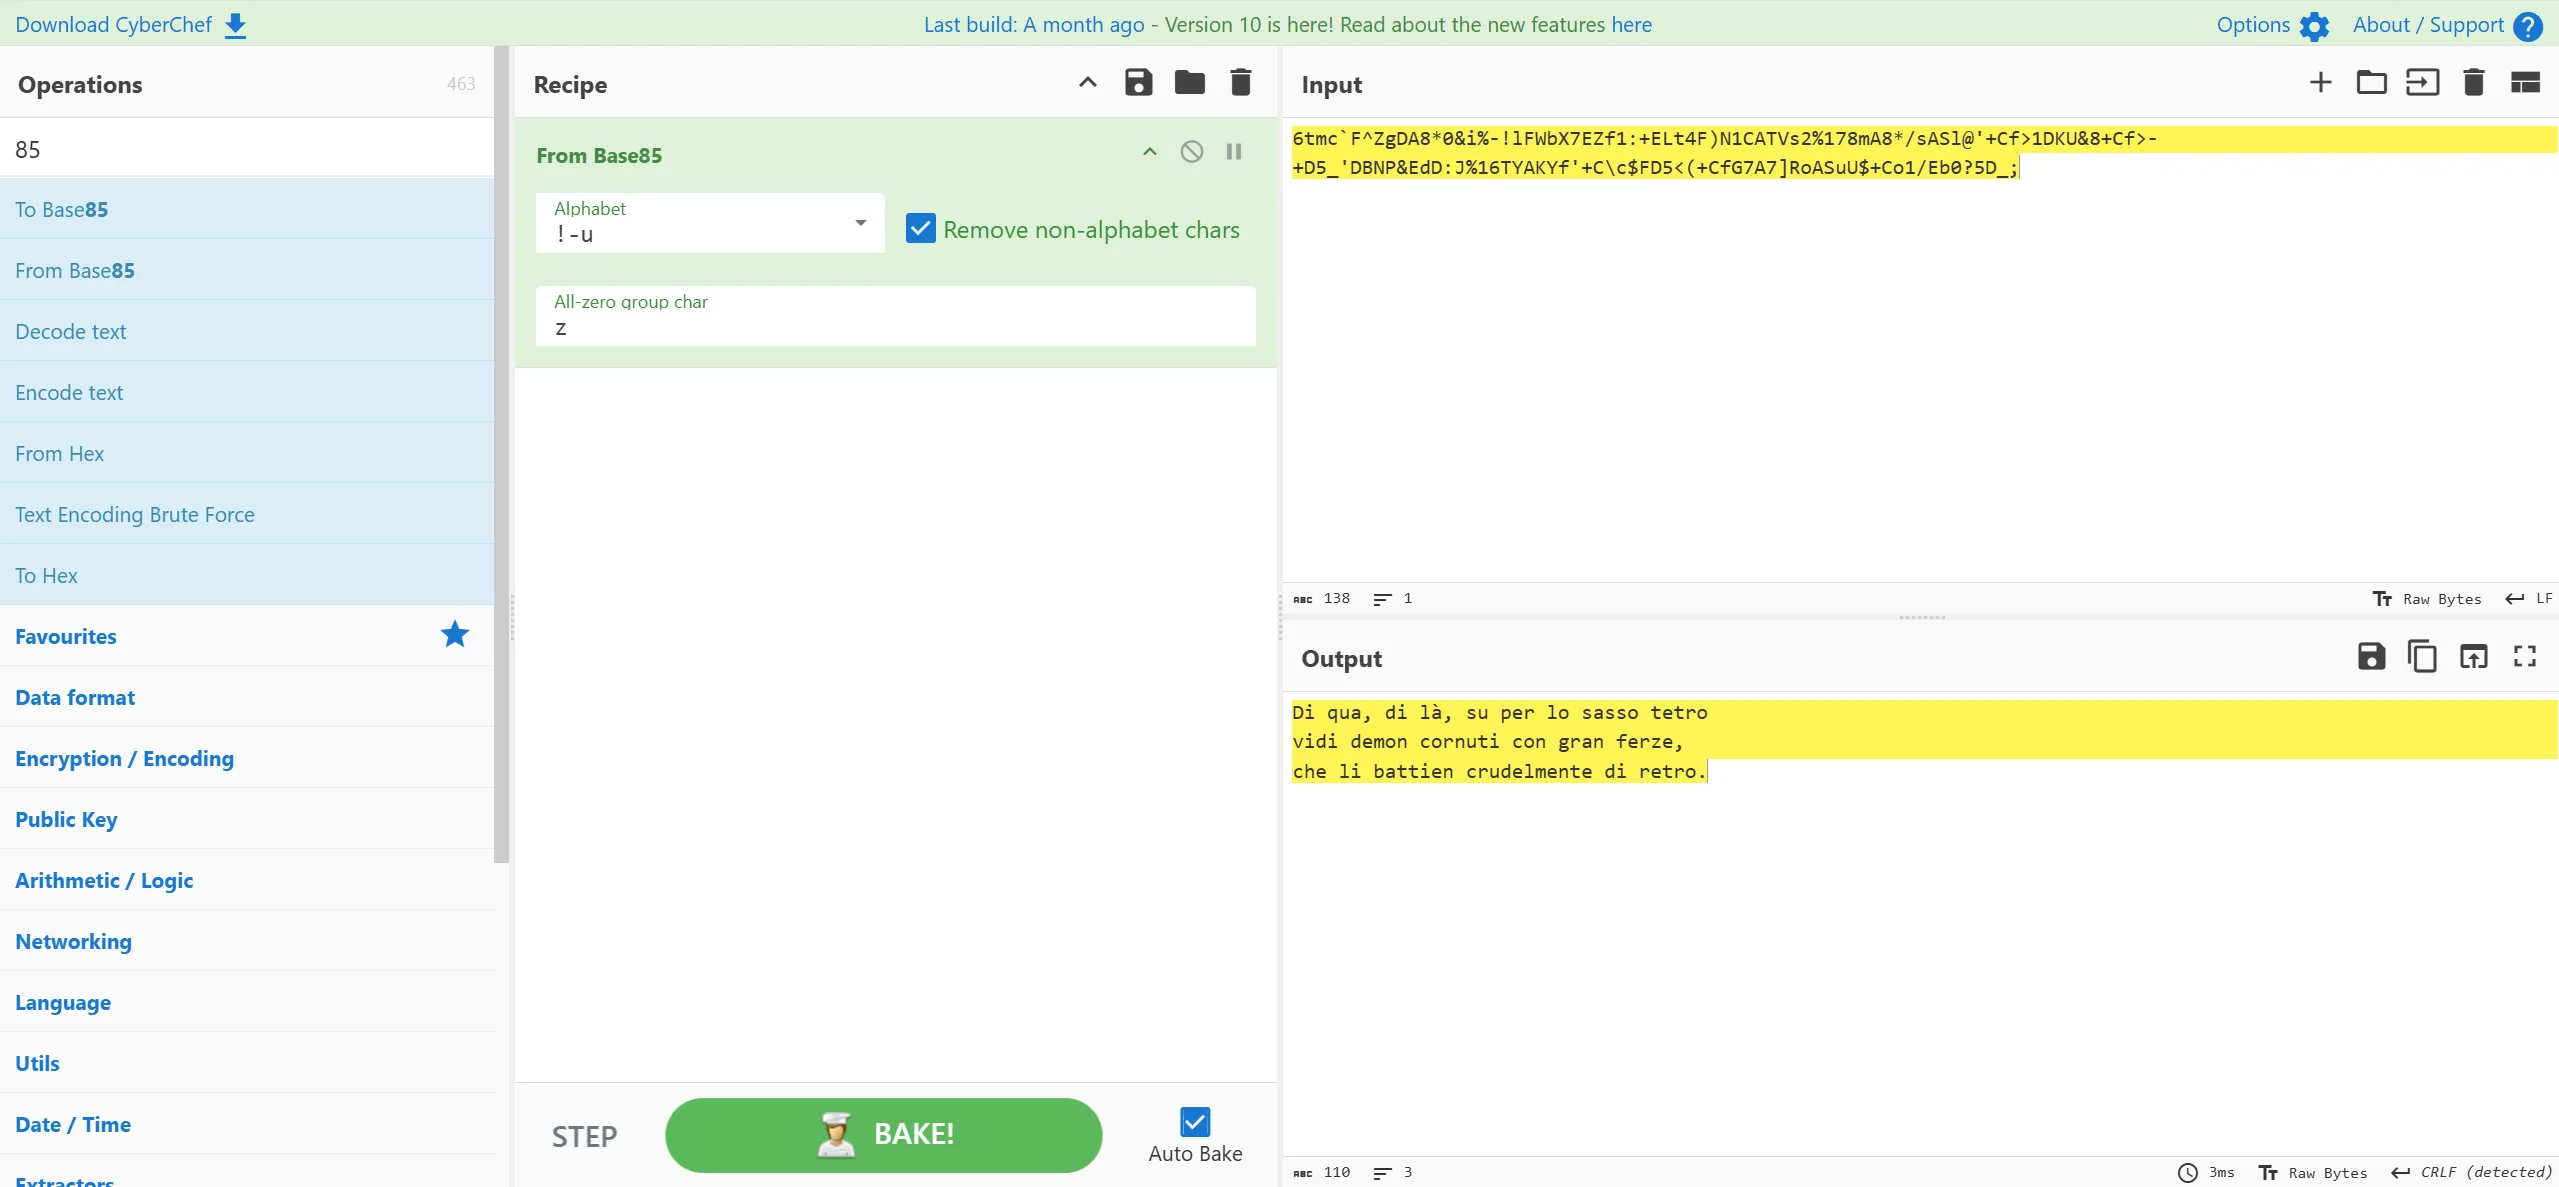 Download CyberChef
Last build: A month ago - Version 10 is here! Read about the new features here
Options
About / Support
Operations
463
85
To Base85
From Base85
Decode text
Encode text
From Hex
Text Encoding Brute Force
To Hex
Favourites
Data format
Encryption / Encoding
Public Key
Arithmetic / Logic
Networking
Language
Utils
Date / Time
Extractors
Recipe
From Base85
Alphabet
!-u
Remove non-alphabet chars
All-zero group char
z
STEP
BAKE!
Auto Bake
Input
6tmc`F^ZgDA8*0&i%-!lFWbX7EZf1:+ELt4F)N1CATVs2%178mA8*/sASl@'+Cf>1DKU&8+Cf>-
+D5_'DBNP&EdD:J%16TYAKYf'+C\c$FD5<(+CfG7A7]RoASuU$+Co1/Eb0?5D_;
ABC 138 1
Raw Bytes LF
Output
Di qua, di là, su per lo sasso tetro
vidi demon cornuti con gran ferze,
che li battien crudelmente di retro.
ABC 110 3
3ms Raw Bytes CRLF (detected)